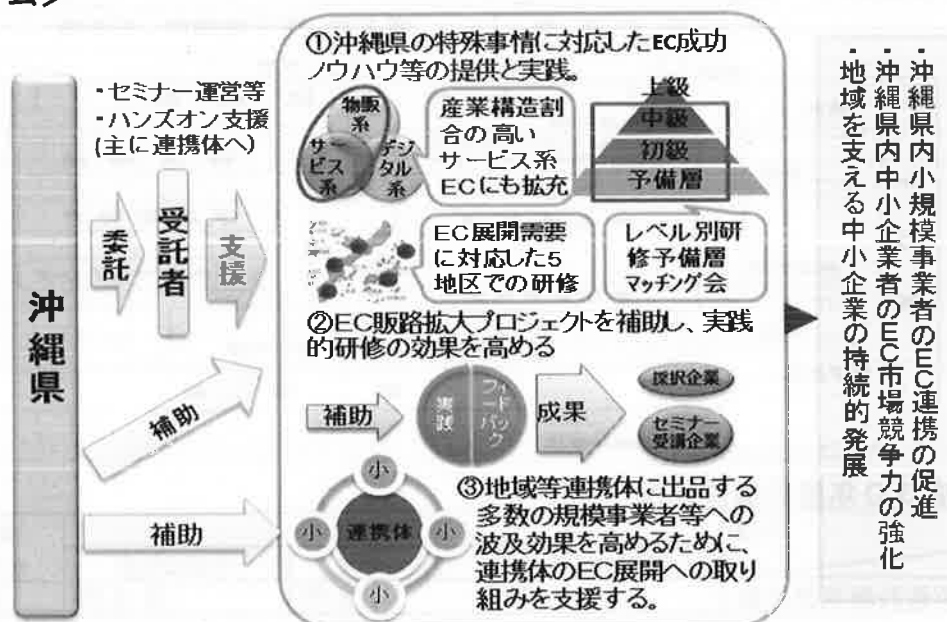 沖縄県
・セミナー運営等
・ハンズオン支援
(主に連携体へ)
委託
受託者
支援
補助
補助
①沖縄県の特殊事情に対応したEC成功
ノウハウ等の提供と実践。
物販
系
サー
ビス
系
デジ
タル
系
産業構造割
合の高い
サービス系
ECにも拡充
上級
中級
初級
予備層
EC展開需要
に対応した5
地区での研修
レベル別研
修予備層
マッチング会
②EC販路拡大プロジェクトを補助し、実践
的研修の効果を高める
補助
実践
フィードバック
成果
採択企業
セミナー
受講企業
小
小
連携体
小
小
③地域等連携体に出品する
多数の規模事業者等への
波及効果を高めるために、
連携体のEC展開への取り
組みを支援する。
・沖縄県内小規模事業者のEC連携の促進
・沖縄県内中小企業者のEC市場競争力の強化
・地域を支える中小企業の持続的発展